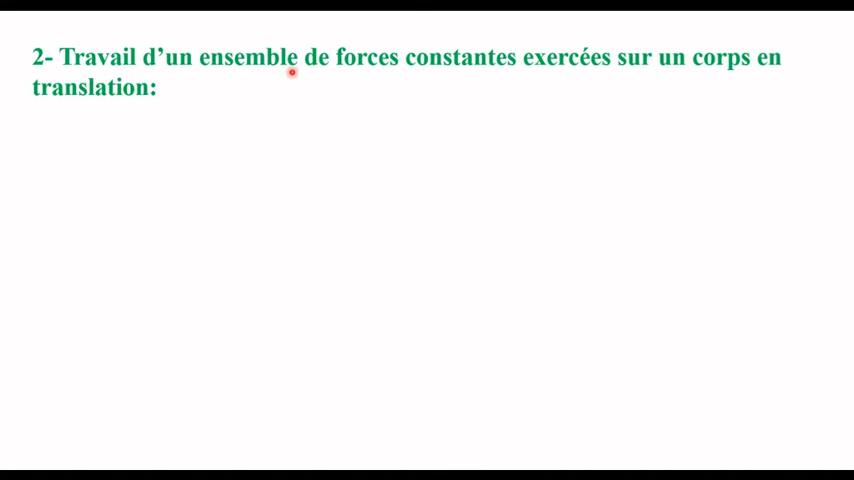 2- Travail d’un ensemble de forces constantes exercées sur un corps en
translation: